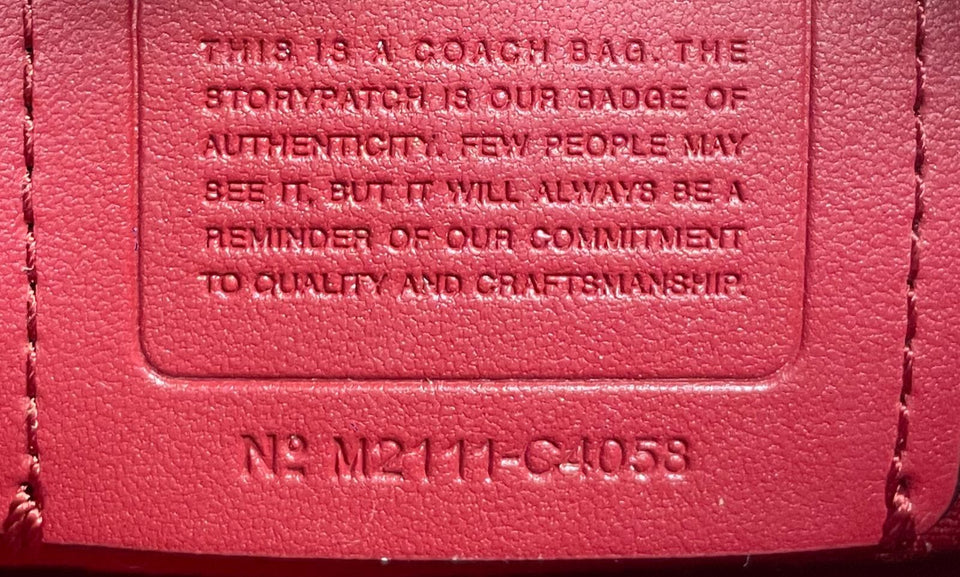 THIS IS A COACH BAG. THE
STORYPATCH IS OUR BADGE OF
AUTHENTICITY. FEW PEOPLE MAY
SEE IT, BUT IT WILL ALWAYS BE A
REMINDER OF OUR COMMITMENT
TO QUALITY AND CRAFTSMANSHIP.
Nº M2111-C4058